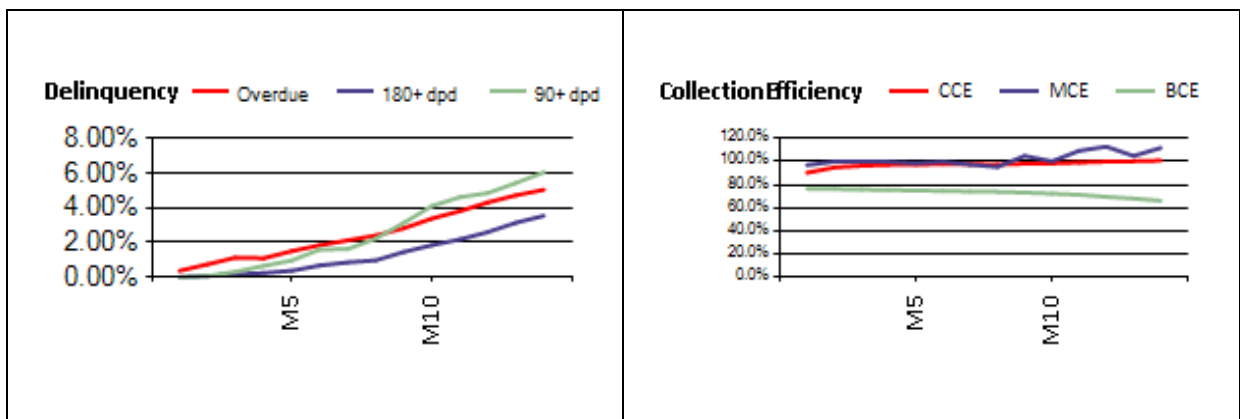 Delinquency Overdue 180+ dpd 90+ dpd
8.00%
6.00%
4.00%
2.00%
0.00%
M5
M10
Collection Efficiency CCE MCE BCE
120.0%
100.0%
80.0%
60.0%
40.0%
20.0%
0.0%
M5
M10